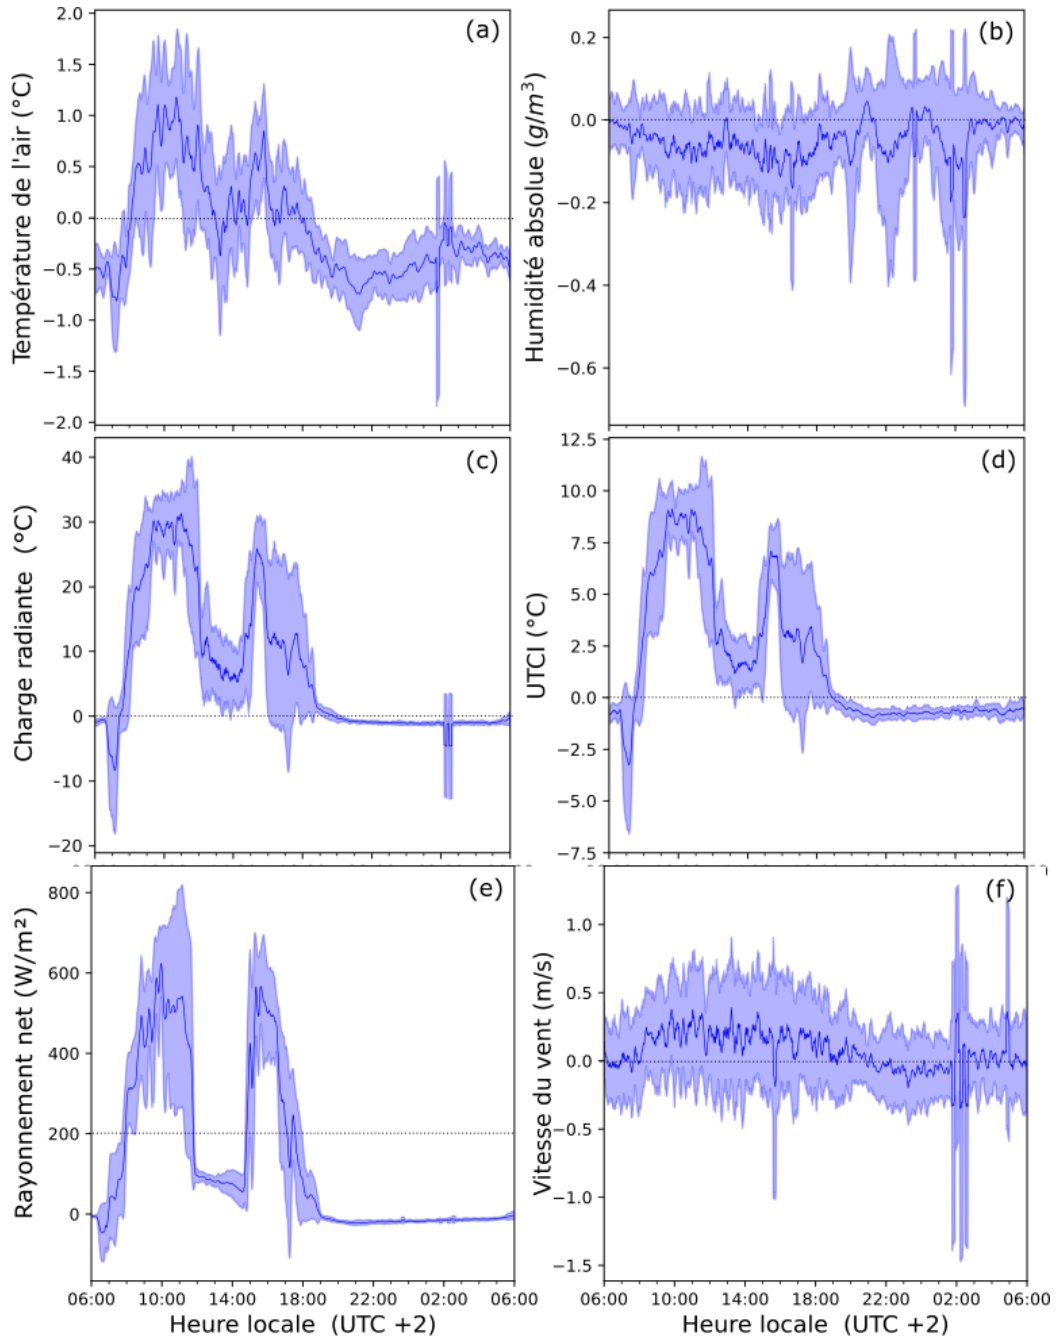 (a)
Température de l'air (°C)
2.0
1.5
1.0
0.5
0.0
−0.5
−1.0
−1.5
−2.0
(b)
Humidité absolue (g/m³)
0.2
0.0
−0.2
−0.4
−0.6
(c)
Charge radiante (°C)
40
30
20
10
0
−10
−20
(d)
UTCI (°C)
12.5
10.0
7.5
5.0
2.5
0.0
−2.5
−5.0
−7.5
(e)
Rayonnement net (W/m²)
800
600
400
200
0
06:00 10:00 14:00 18:00 22:00 02:00 06:00
Heure locale (UTC +2)
(f)
Vitesse du vent (m/s)
1.0
0.5
0.0
−0.5
−1.0
−1.5
06:00 10:00 14:00 18:00 22:00 02:00 06:00
Heure locale (UTC +2)